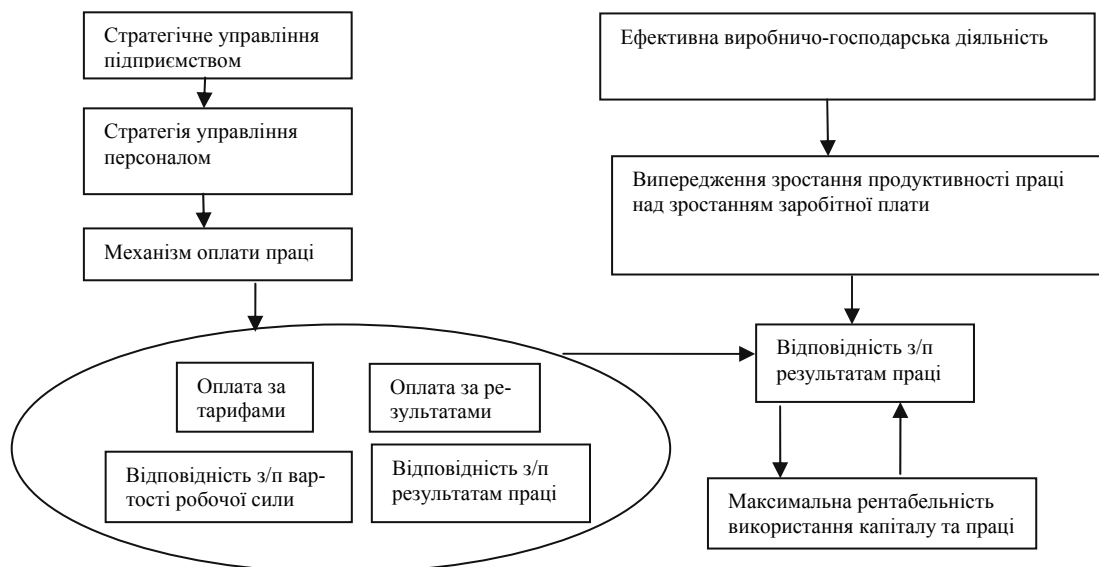 Стратегічне управління
підприємством
Стратегія управління
персоналом
Механізм оплати праці
Оплата за
тарифами
Оплата за ре-
зультатами
Відповідність з/п вар-
тості робочої сили
Відповідність з/п
результатам праці
Ефективна виробничо-господарська діяльність
Випередження зростання продуктивності праці
над зростанням заробітної плати
Відповідність з/п
результатам праці
Максимальна рентабельність
використання капіталу та праці